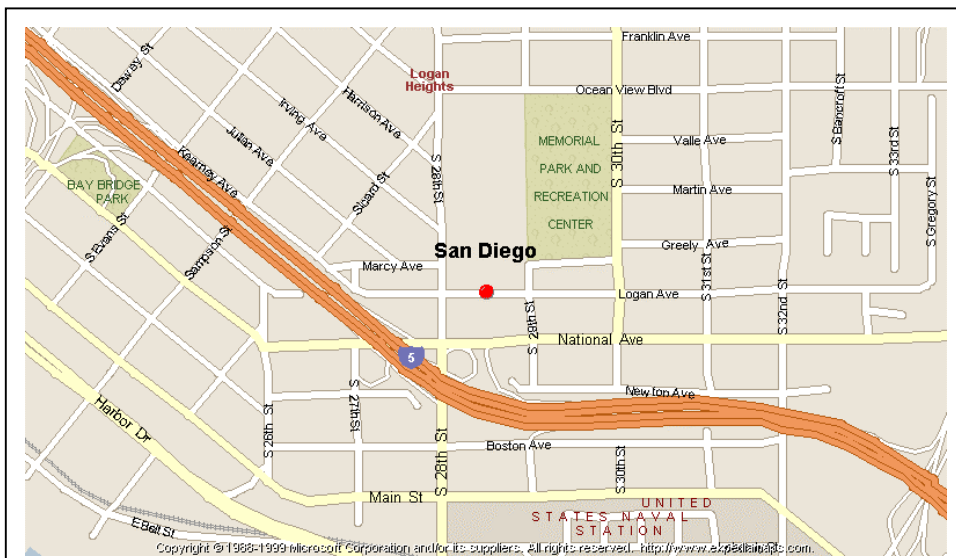 Franklin Ave
Dewey St
Logan
Heights
Ocean View Blvd
Harrison Ave
Irving Ave
Julian Ave
Kearney Ave
S 30th St
S Bancroft St
S 33rd St
Valle Ave
MEMORIAL
PARK AND
RECREATION
CENTER
S 28th St
Martin Ave
BAY BRIDGE
PARK
Sicard St
S Gregory St
S Evans St
Sampson St
Greely Ave
San Diego
Marcy Ave
S 31st St
Logan Ave
S 32nd St
S 28th St
National Ave
5
Newton Ave
Harbor Dr
S 26th St
S 27th St
S 28th St
Boston Ave
S 30th St
Main St
UNITED
STATES NAVAL
STATION
E Belt St
Copyright © 1988-1999 Microsoft Corporation and/or its suppliers. All rights reserved. http://www.expediamaps.com.